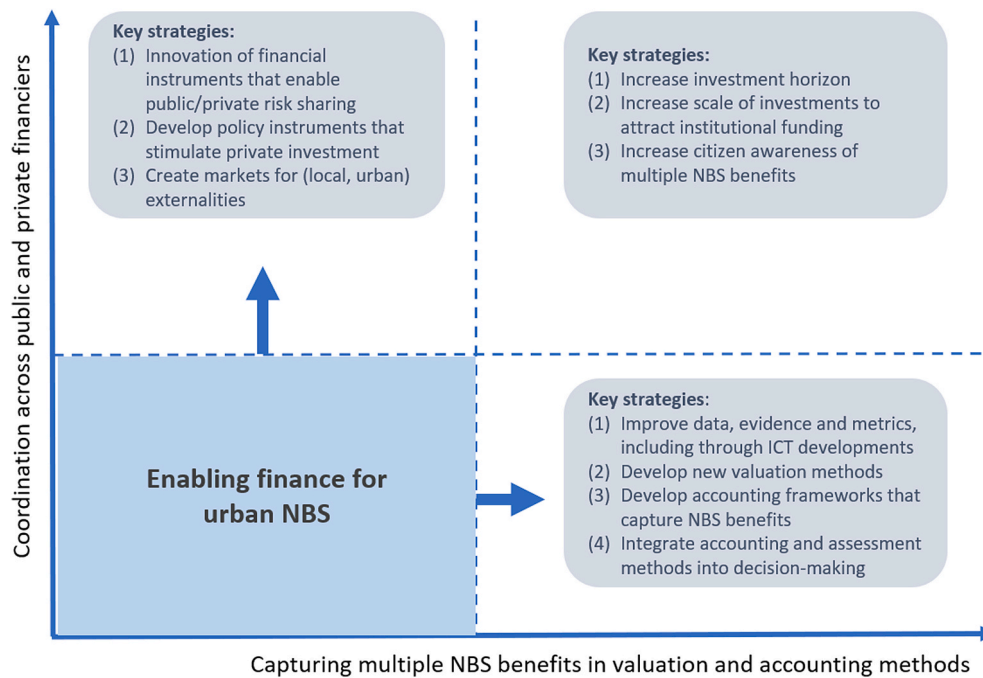 Coordination across public and private financiers
Key strategies:
(1) Innovation of financial
instruments that enable
public/private risk sharing
(2) Develop policy instruments that
stimulate private investment
(3) Create markets for (local, urban)
externalities
Key strategies:
(1) Increase investment horizon
(2) Increase scale of investments to
attract institutional funding
(3) Increase citizen awareness of
multiple NBS benefits
Enabling finance for
urban NBS
Key strategies:
(1) Improve data, evidence and metrics,
including through ICT developments
(2) Develop new valuation methods
(3) Develop accounting frameworks that
capture NBS benefits
(4) Integrate accounting and assessment
methods into decision-making
Capturing multiple NBS benefits in valuation and accounting methods